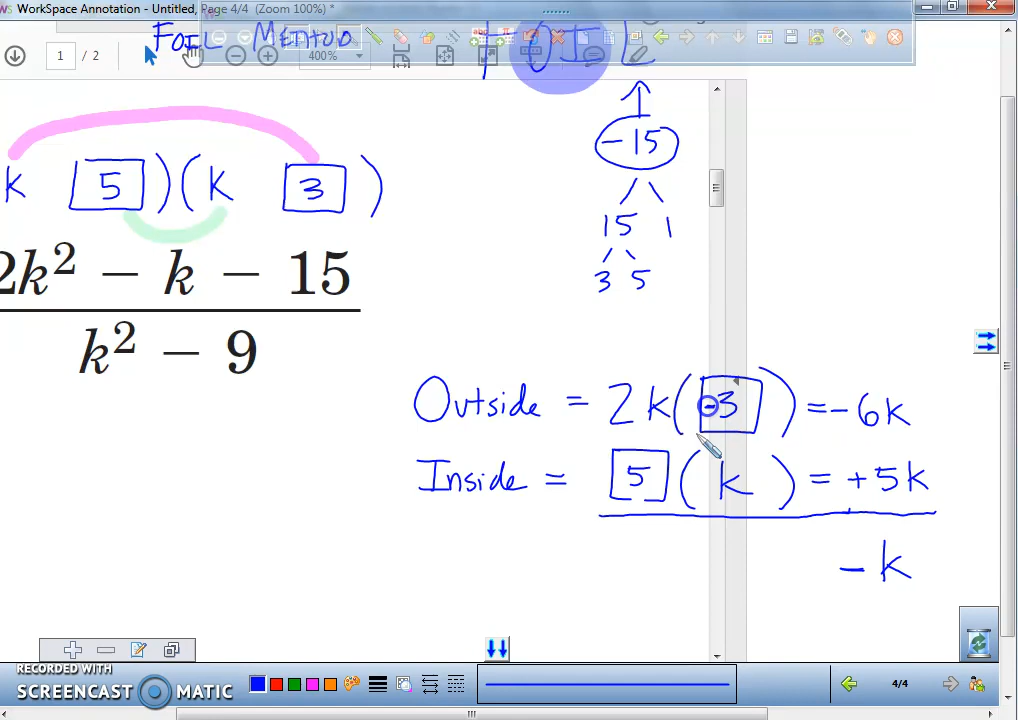 WorkSpace Annotation - Untitled, Page 4/4 (Zoom 100%) *
FOIL METHOD
FOIL
1 / 2
400%
-15
k 5)(k 3)
15 1
3 5
2k² − k − 15
k² − 9
Outside = 2k(-3) = -6k
Inside = 5(k) = +5k
-k
RECORDED WITH
SCREENCAST MATIC
4/4